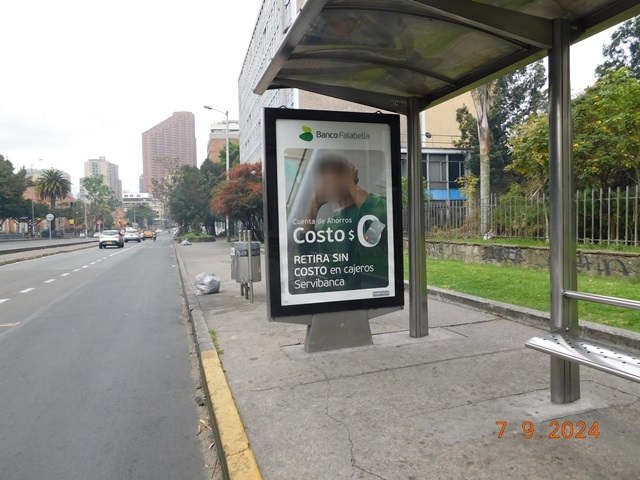 Banco Falabella
Cuenta de Ahorros
Costo $0
RETIRA SIN
COSTO en cajeros
Servibanca
7.9.2024